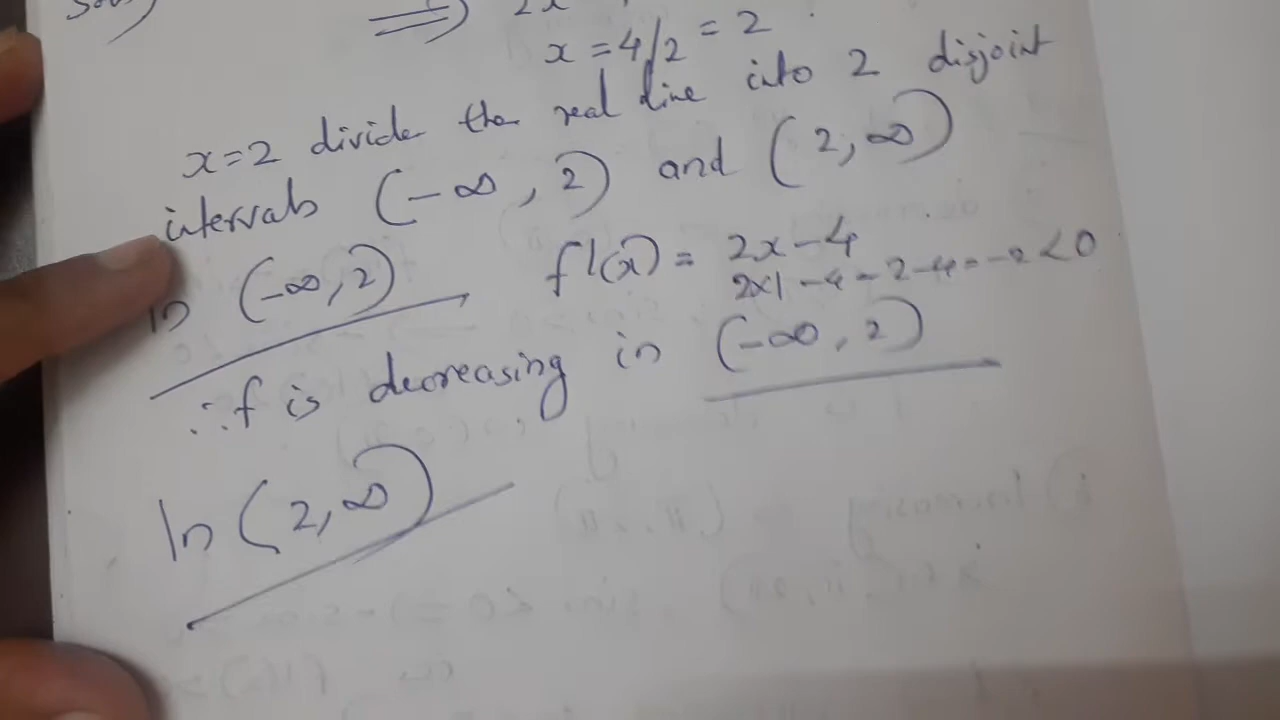 ⇒ 2x
x = 4/2 = 2
x=2 divide the real line into 2 disjoint
intervals (-∞, 2) and (2, ∞)
In (-∞, 2) f'(x) = 2x-4
2×1-4 = 2-4 = -2 < 0
∴ f is decreasing in (-∞, 2)
In (2, ∞)